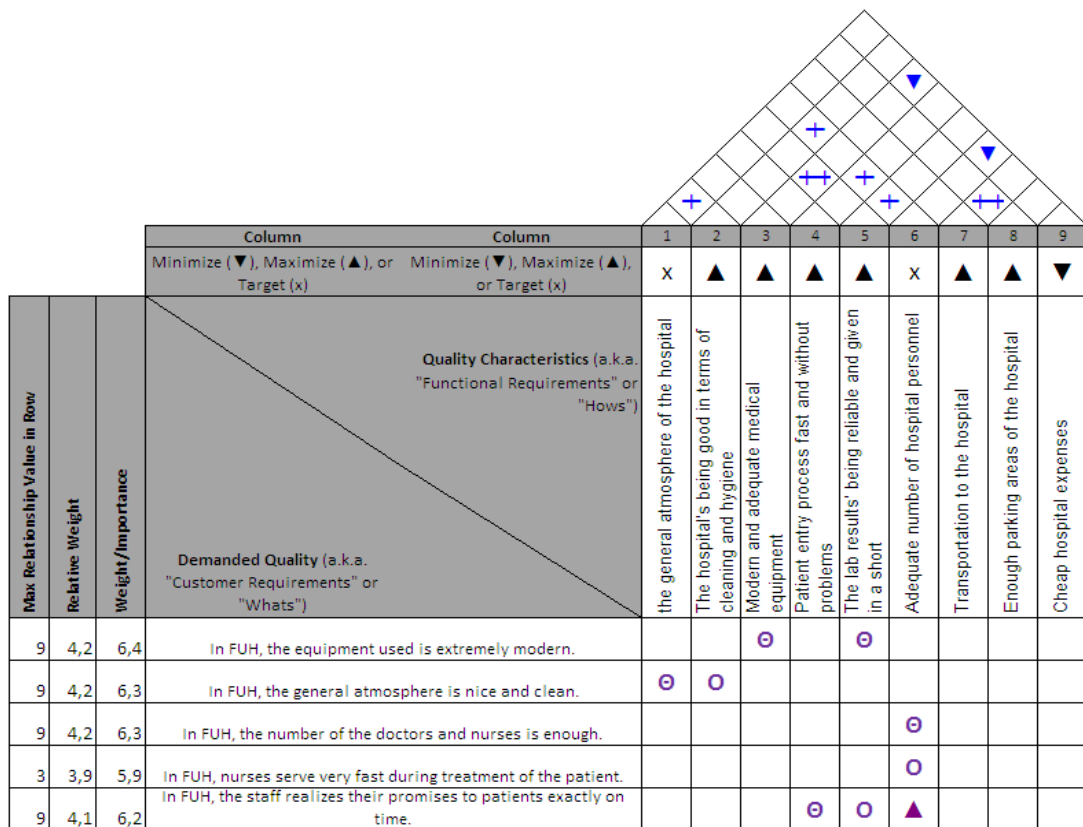 ▼
+
▼
++ +
+ + ++
Column Column 1 2 3 4 5 6 7 8 9
Minimize (▼), Maximize (▲), or Target (x) Minimize (▼), Maximize (▲), or Target (x) x ▲ ▲ ▲ ▲ x ▲ ▲ ▼
Max Relationship Value in Row
Relative Weight
Weight/Importance
Quality Characteristics (a.k.a.
"Functional Requirements" or
"Hows")
Demanded Quality (a.k.a.
"Customer Requirements" or
"Whats")
the general atmosphere of the hospital
The hospital's being good in terms of
cleaning and hygiene
Modern and adequate medical
equipment
Patient entry process fast and without
problems
The lab results' being reliable and given
in a short
Adequate number of hospital personnel
Transportation to the hospital
Enough parking areas of the hospital
Cheap hospital expenses
9 4,2 6,4 In FUH, the equipment used is extremely modern. Θ Θ
9 4,2 6,3 In FUH, the general atmosphere is nice and clean. Θ O
9 4,2 6,3 In FUH, the number of the doctors and nurses is enough. Θ
3 3,9 5,9 In FUH, nurses serve very fast during treatment of the patient. O
In FUH, the staff realizes their promises to patients exactly on
9 4,1 6,2 time. Θ O ▲